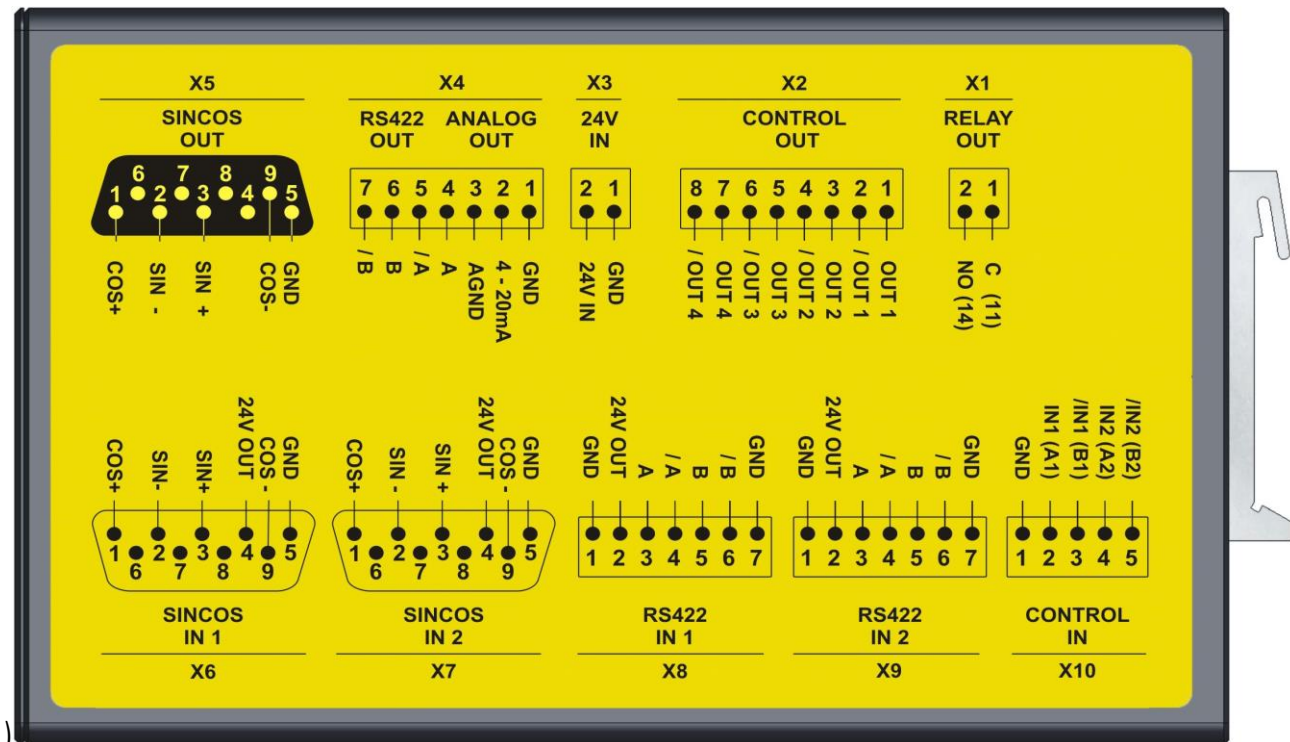 X5 X4 X3 X2 X1
SINCOS RS422 ANALOG 24V CONTROL RELAY
OUT OUT OUT IN OUT OUT
6 7 8 9
1 2 3 4 5
7 6 5 4 3 2 1
2 1
8 7 6 5 4 3 2 1
2 1
COS+
SIN -
SIN +
COS-
GND
/ B
B
/ A
A
AGND
4 - 20mA
GND
24V IN
GND
/ OUT 4
OUT 4
/ OUT 3
OUT 3
/ OUT 2
OUT 2
/ OUT 1
OUT 1
NO (14)
C (11)
COS+
SIN-
SIN+
24V OUT
COS -
GND
COS+
SIN -
SIN +
24V OUT
COS -
GND
GND
24V OUT
A
/ A
B
/ B
GND
GND
24V OUT
A
/ A
B
/ B
GND
GND
IN1 (A1)
/IN1 (B1)
IN2 (A2)
/IN2 (B2)
1 2 3 4 5
6 7 8 9
1 2 3 4 5
6 7 8 9
1 2 3 4 5 6 7
1 2 3 4 5 6 7
1 2 3 4 5
SINCOS SINCOS RS422 RS422 CONTROL
IN 1 IN 2 IN 1 IN 2 IN
X6 X7 X8 X9 X10
)